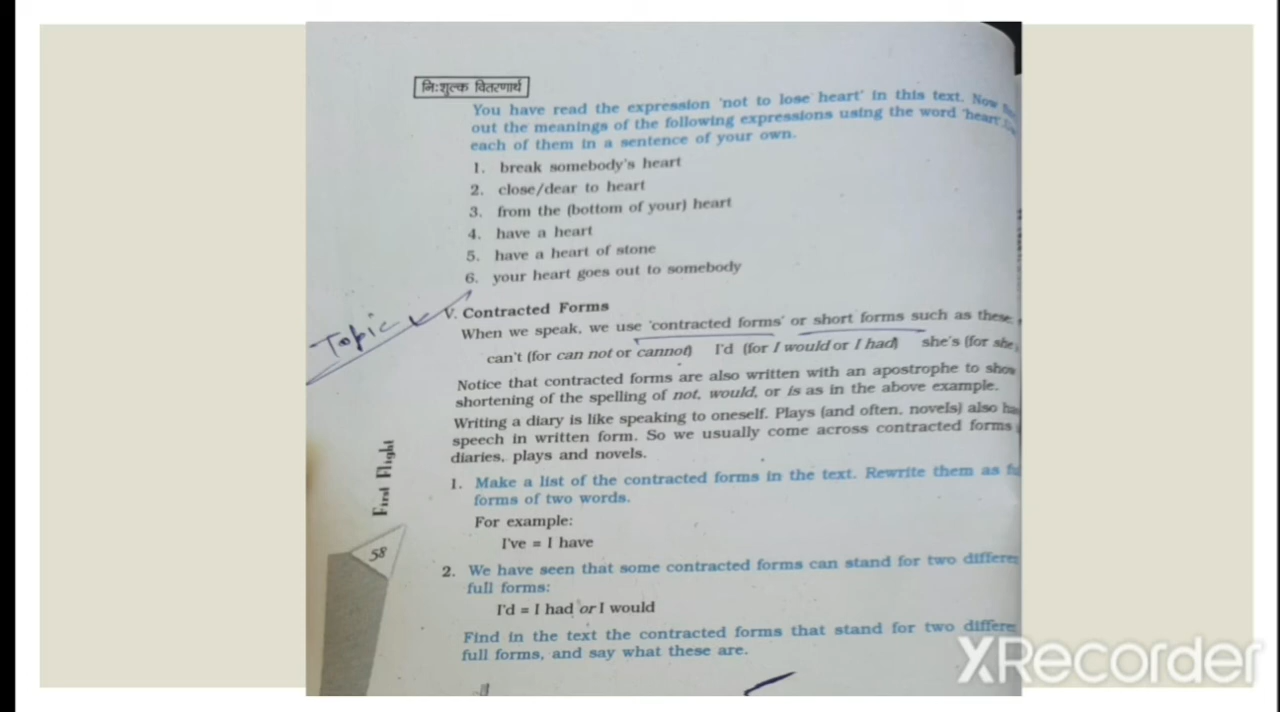 निःशुल्क वितरणार्थ
You have read the expression 'not to lose heart' in this text. Now
out the meanings of the following expressions using the word 'heart'.
each of them in a sentence of your own.
1. break somebody's heart
2. close/dear to heart
3. from the (bottom of your) heart
4. have a heart
5. have a heart of stone
6. your heart goes out to somebody
Topic
V. Contracted Forms
When we speak, we use 'contracted forms' or short forms such as these
can't (for can not or cannot) I'd (for I would or I had) she's (for she
Notice that contracted forms are also written with an apostrophe to show
shortening of the spelling of not, would, or is as in the above example.
Writing a diary is like speaking to oneself. Plays (and often, novels) also ha
speech in written form. So we usually come across contracted forms
diaries, plays and novels.
1. Make a list of the contracted forms in the text. Rewrite them as fu
forms of two words.
For example:
I've = I have
2. We have seen that some contracted forms can stand for two differe
full forms:
I'd = I had or I would
Find in the text the contracted forms that stand for two differe
full forms, and say what these are.
First Flight
58
XRecorder